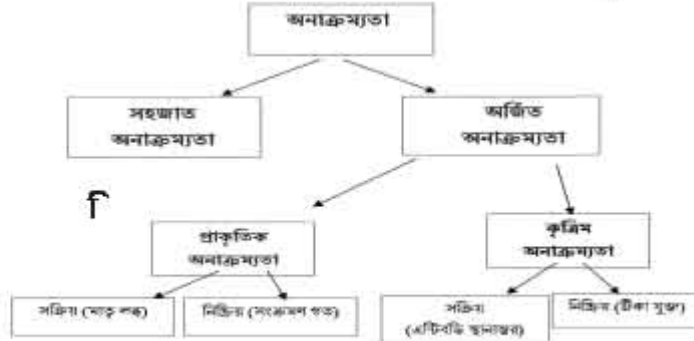 অনাক্রম্যতা
সহজাত
অনাক্রম্যতা
অর্জিত
অনাক্রম্যতা
প্রাকৃতিক
অনাক্রম্যতা
কৃত্রিম
অনাক্রম্যতা
সক্রিয় (মাতৃ লব্ধ)
নিষ্ক্রিয় (সংক্রমণ গত)
সক্রিয়
(এন্টিবডি স্থানান্তর)
নিষ্ক্রিয় (টীকা যুক্ত)